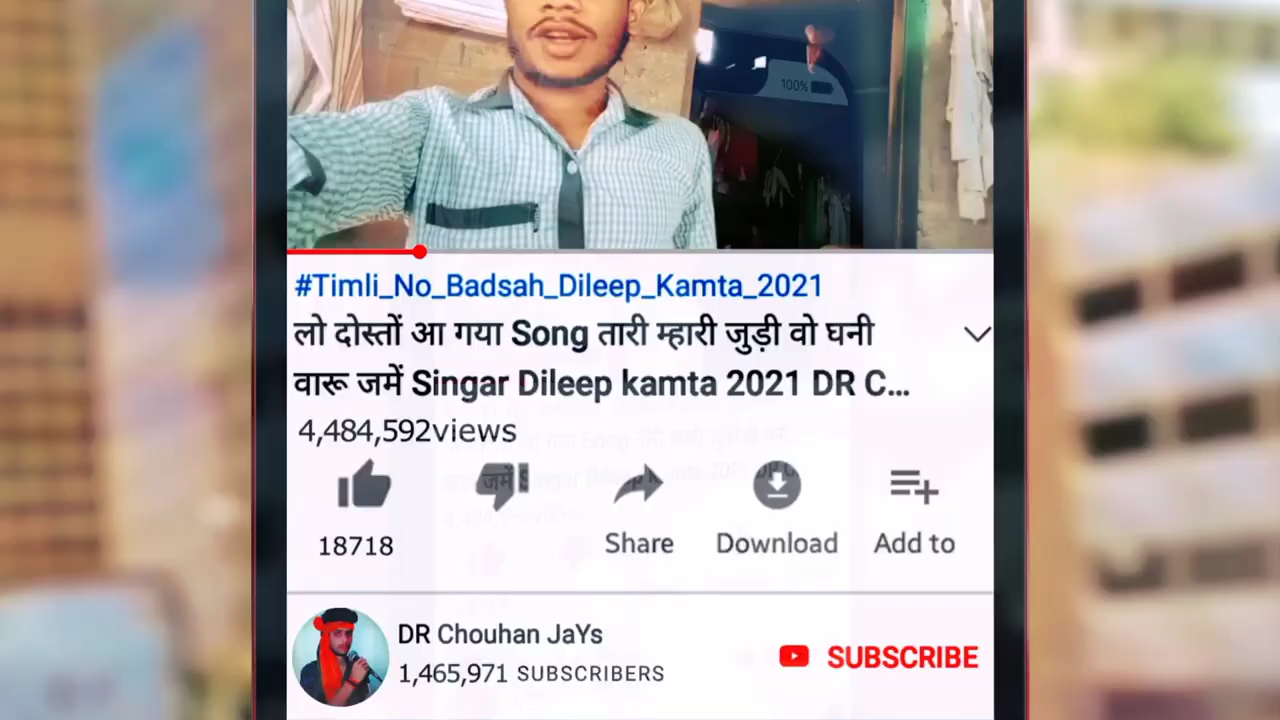 100%
#Timli_No_Badsah_Dileep_Kamta_2021
लो दोस्तों आ गया Song तारी म्हारी जुड़ी वो घनी
वारू जमें Singar Dileep kamta 2021 DR C...
4,484,592views
18718
Share
Download
Add to
DR Chouhan JaYs
1,465,971 SUBSCRIBERS
SUBSCRIBE